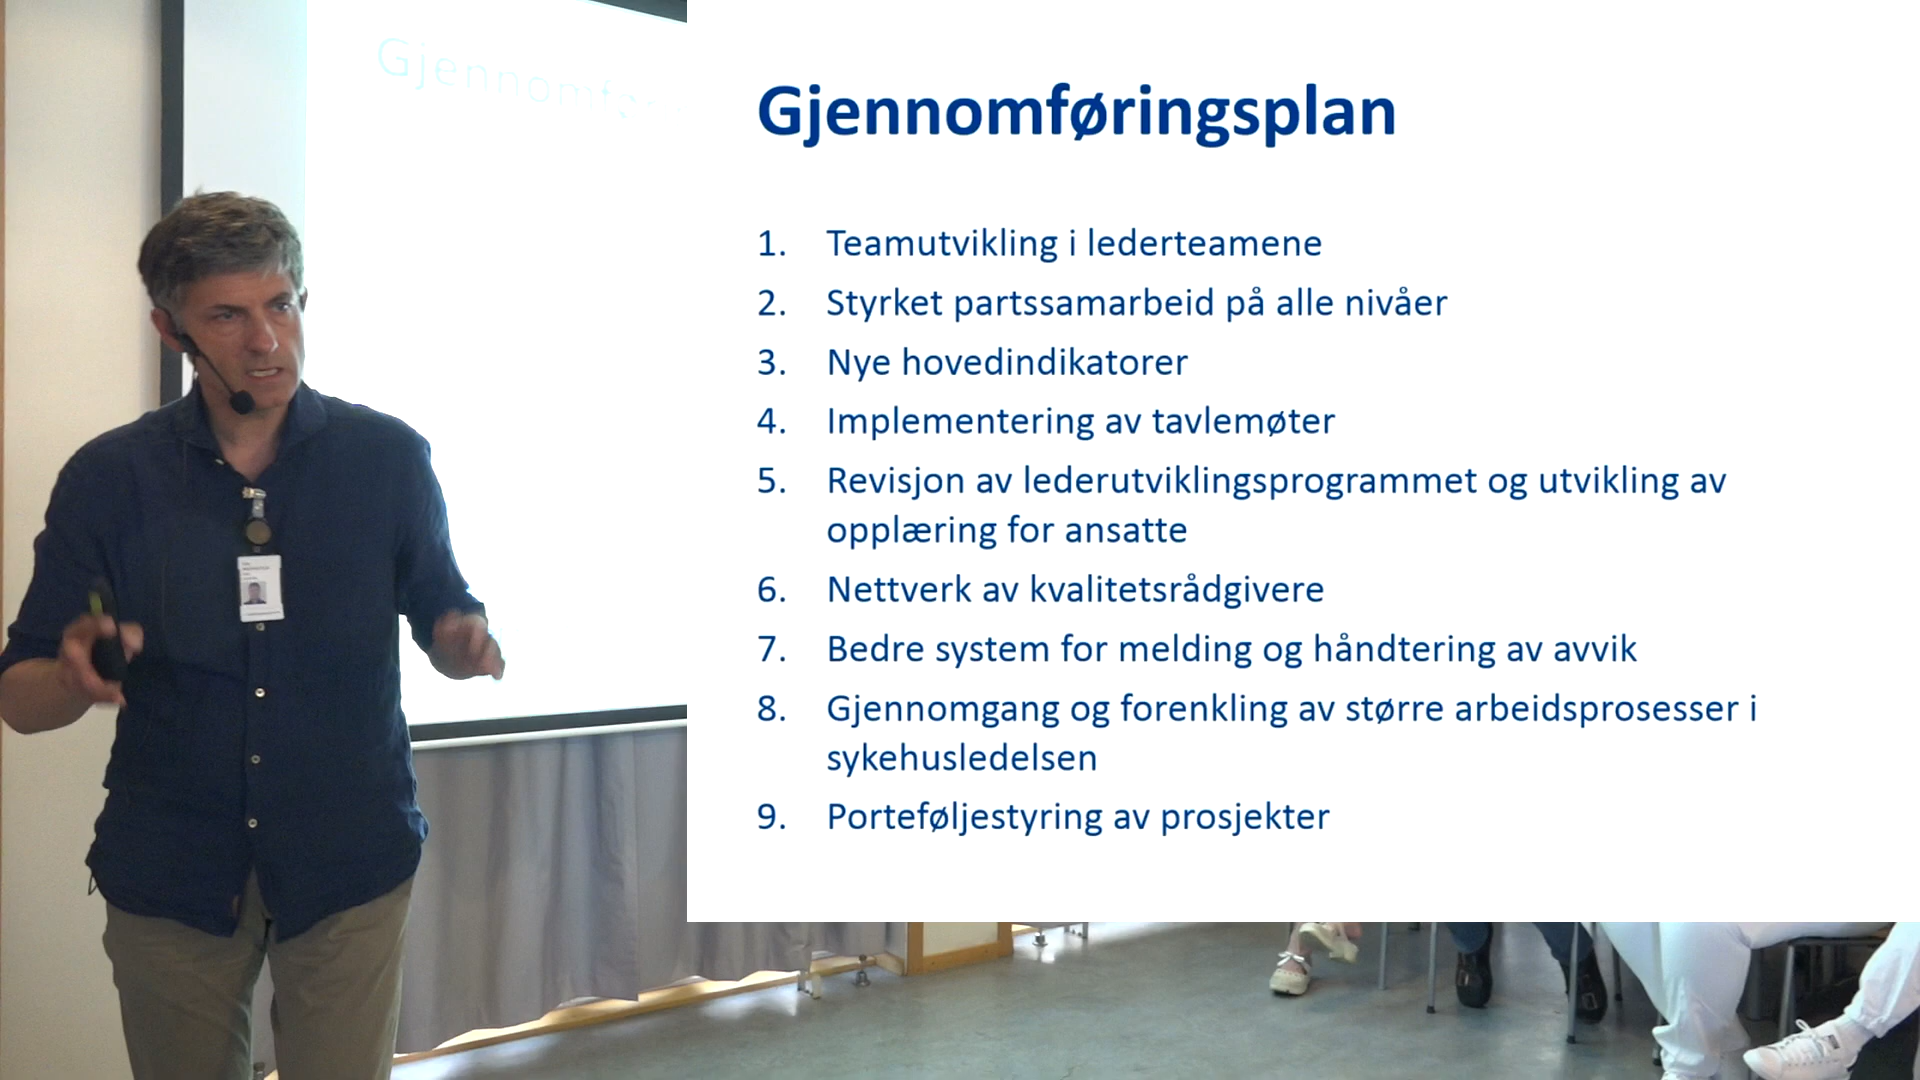 Gjennomfø
Gjennomføringsplan
1. Teamutvikling i lederteamene
2. Styrket partssamarbeid på alle nivåer
3. Nye hovedindikatorer
4. Implementering av tavlemøter
5. Revisjon av lederutviklingsprogrammet og utvikling av
opplæring for ansatte
6. Nettverk av kvalitetsrådgivere
7. Bedre system for melding og håndtering av avvik
8. Gjennomgang og forenkling av større arbeidsprosesser i
sykehusledelsen
9. Porteføljestyring av prosjekter